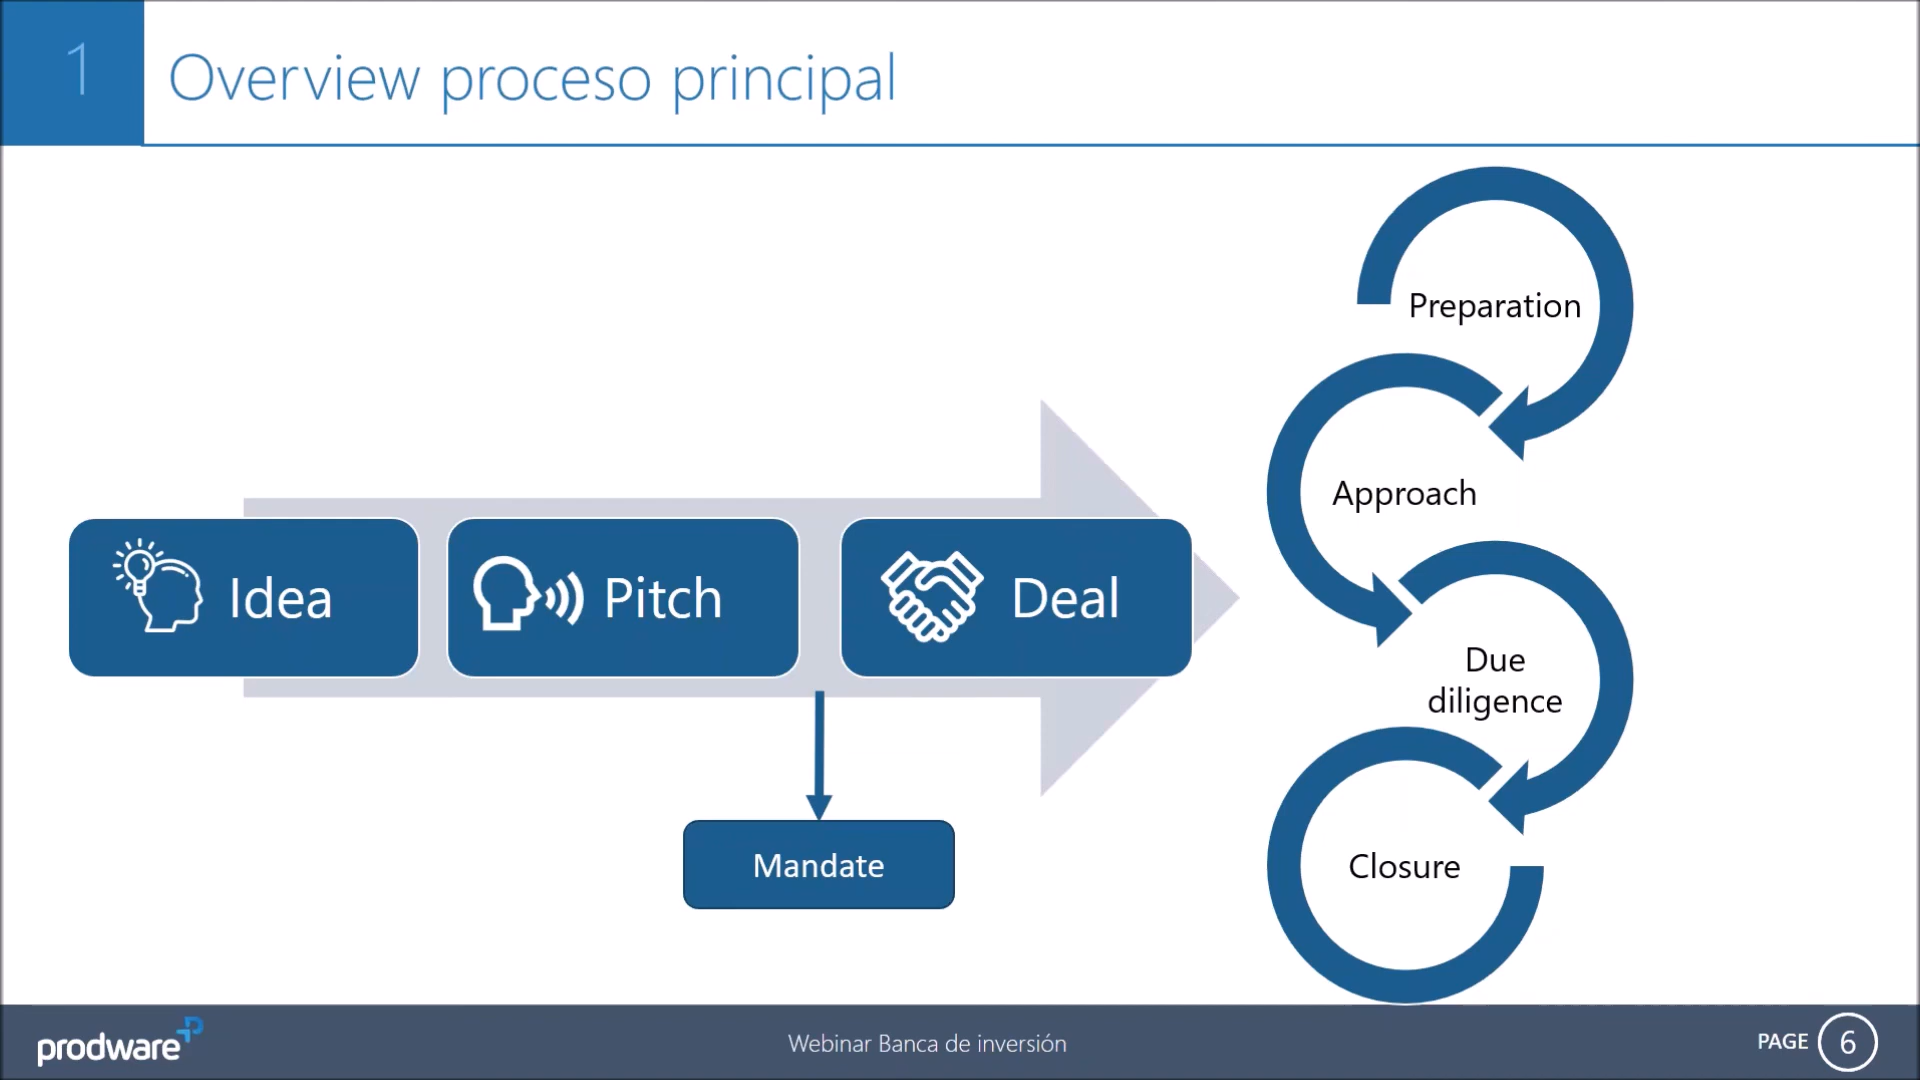 1
Overview proceso principal
Preparation
Approach
Idea
Pitch
Deal
Due
diligence
Mandate
Closure
prodware
Webinar Banca de inversión
PAGE 6